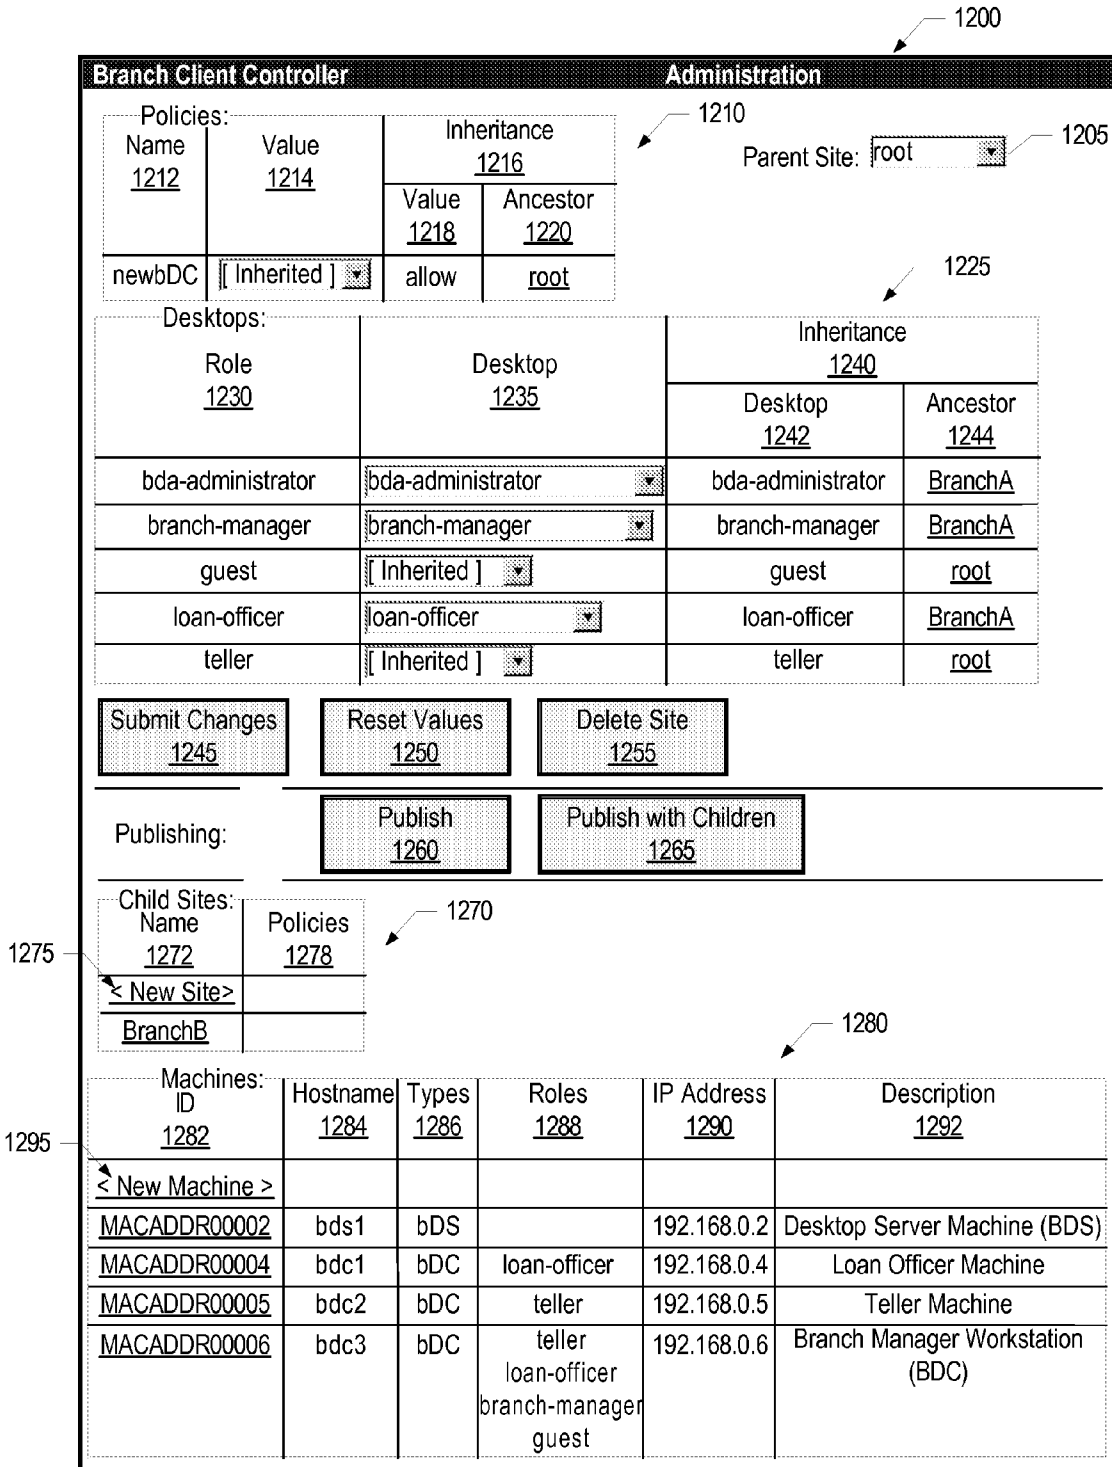 1200
Branch Client Controller Administration
Policies:
Name 1212 Value 1214 Inheritance 1216
1210
Parent Site: root
1205
Value 1218 Ancestor 1220
newbDC [ Inherited ] allow root
1225
Desktops:
Role 1230 Desktop 1235 Inheritance 1240
Desktop 1242 Ancestor 1244
bda-administrator bda-administrator bda-administrator BranchA
branch-manager branch-manager branch-manager BranchA
guest [ Inherited ] guest root
loan-officer loan-officer loan-officer BranchA
teller [ Inherited ] teller root
Submit Changes 1245 Reset Values 1250 Delete Site 1255
Publishing: Publish 1260 Publish with Children 1265
Child Sites:
Name 1272 Policies 1278
1270
1275
< New Site>
BranchB
1280
Machines:
ID 1282 Hostname 1284 Types 1286 Roles 1288 IP Address 1290 Description 1292
1295
< New Machine >
MACADDR00002 bds1 bDS 192.168.0.2 Desktop Server Machine (BDS)
MACADDR00004 bdc1 bDC loan-officer 192.168.0.4 Loan Officer Machine
MACADDR00005 bdc2 bDC teller 192.168.0.5 Teller Machine
MACADDR00006 bdc3 bDC teller 192.168.0.6 Branch Manager Workstation
loan-officer (BDC)
branch-manager
guest